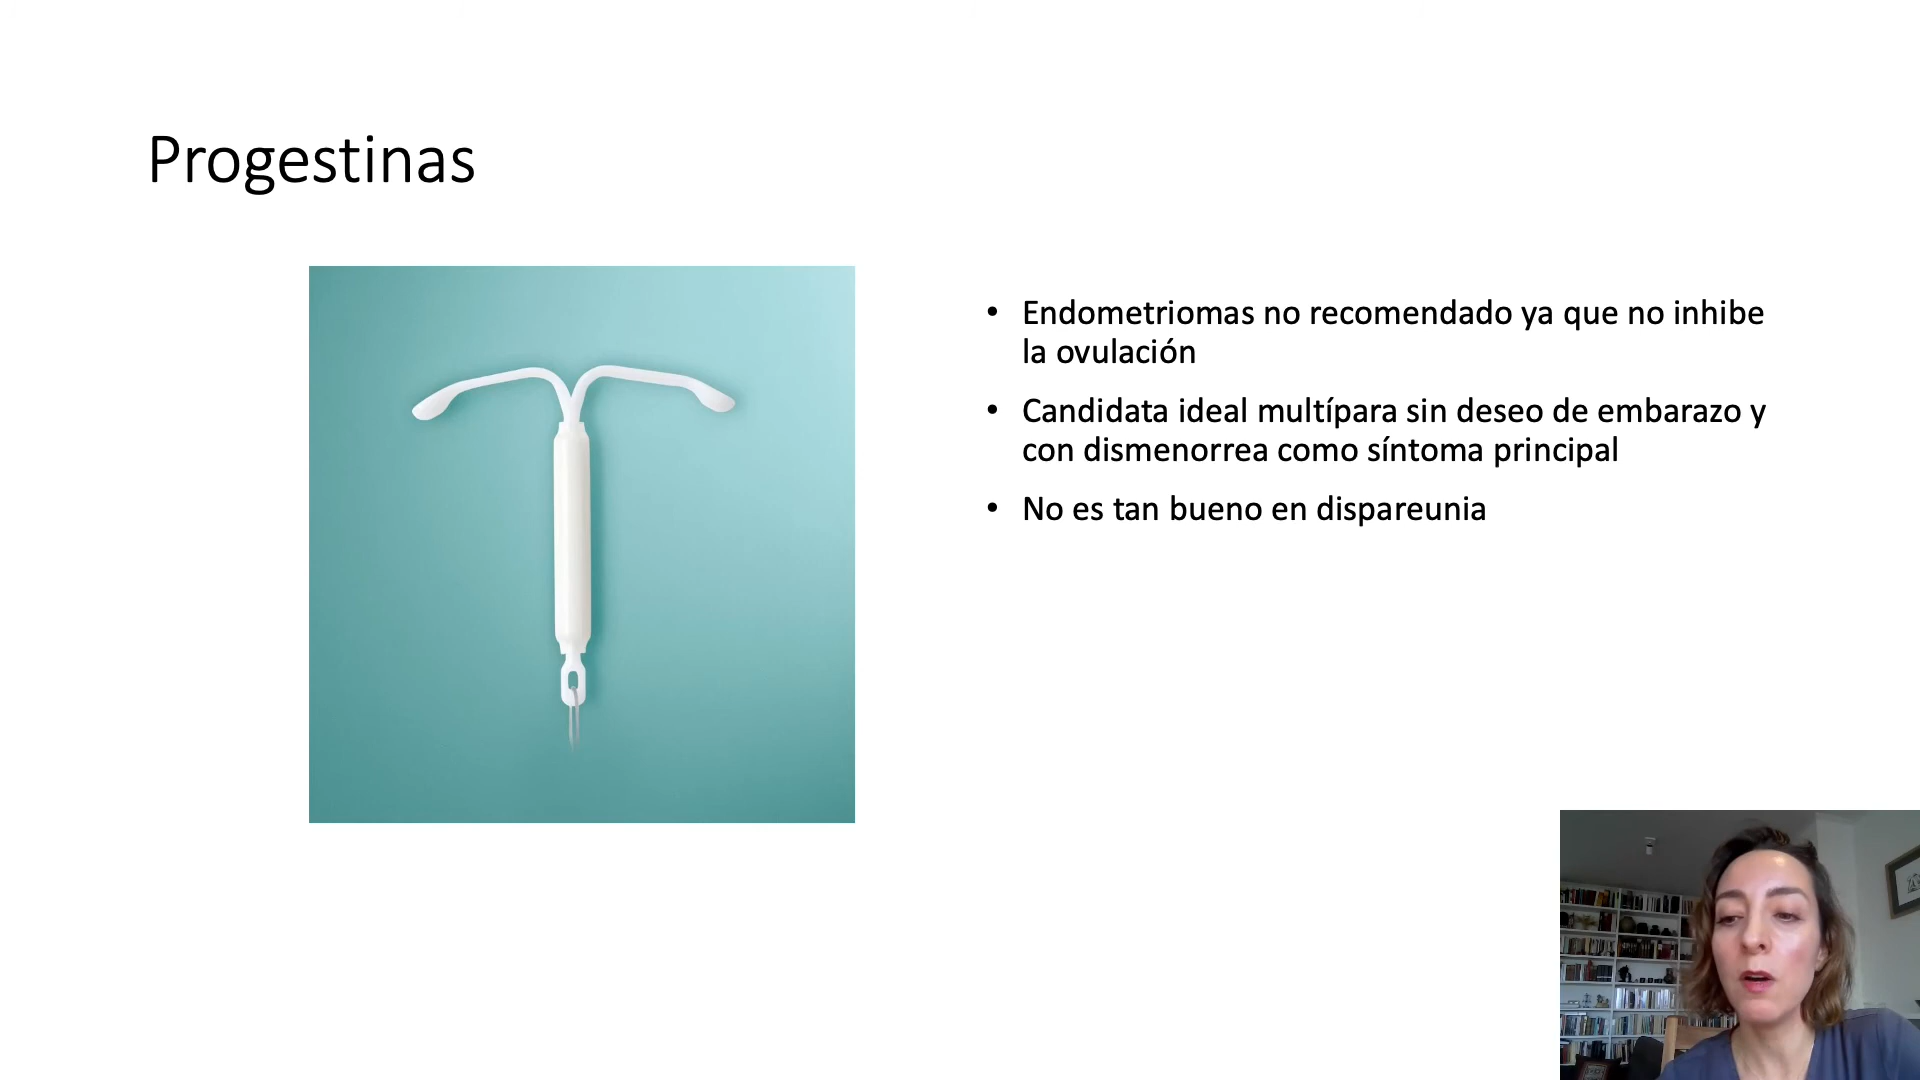 Progestinas
• Endometriomas no recomendado ya que no inhibe
la ovulación
• Candidata ideal multípara sin deseo de embarazo y
con dismenorrea como síntoma principal
• No es tan bueno en dispareunia